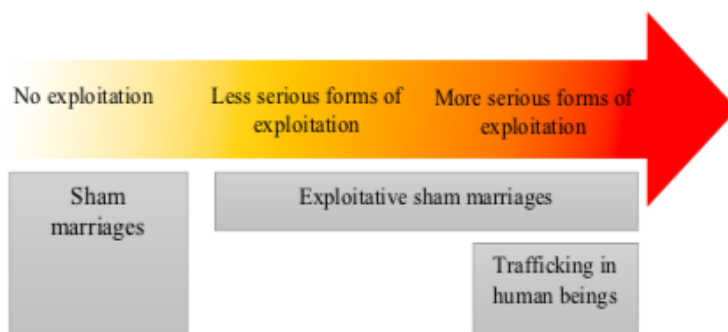 No exploitation
Less serious forms of
exploitation
More serious forms of
exploitation
Sham
marriages
Exploitative sham marriages
Trafficking in
human beings